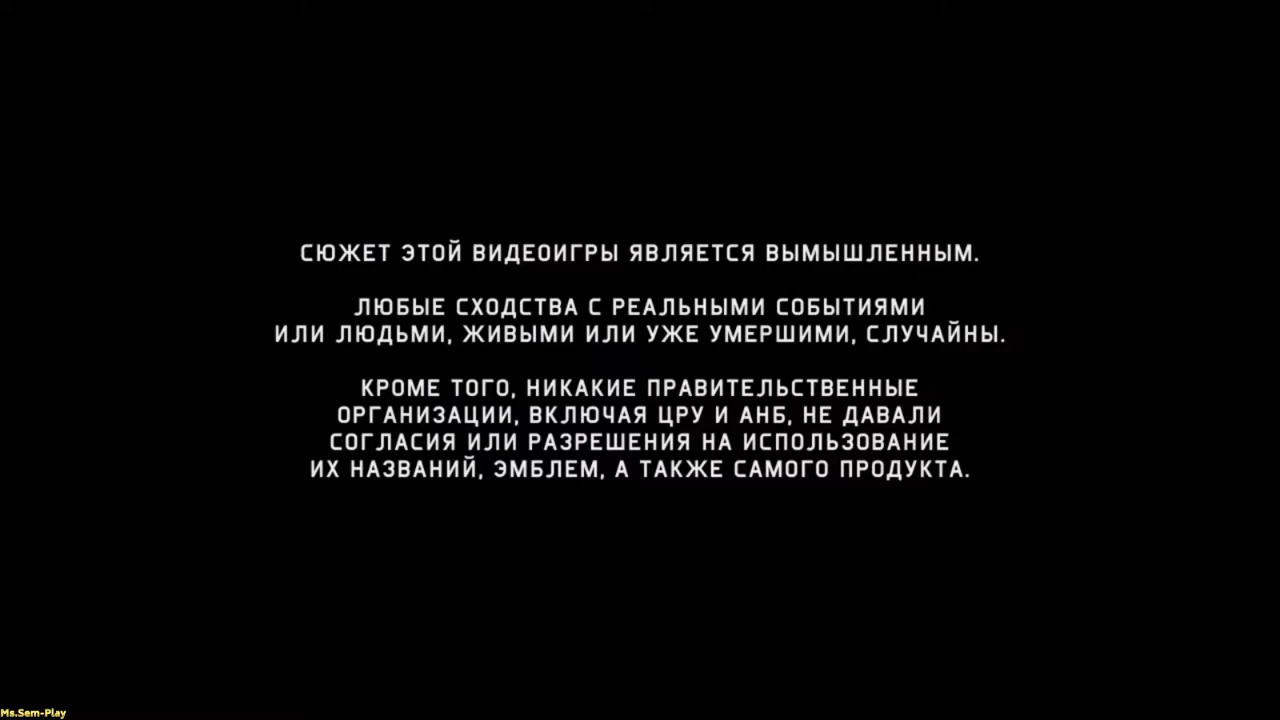 СЮЖЕТ ЭТОЙ ВИДЕОИГРЫ ЯВЛЯЕТСЯ ВЫМЫШЛЕННЫМ.
ЛЮБЫЕ СХОДСТВА С РЕАЛЬНЫМИ СОБЫТИЯМИ
ИЛИ ЛЮДЬМИ, ЖИВЫМИ ИЛИ УЖЕ УМЕРШИМИ, СЛУЧАЙНЫ.
КРОМЕ ТОГО, НИКАКИЕ ПРАВИТЕЛЬСТВЕННЫЕ
ОРГАНИЗАЦИИ, ВКЛЮЧАЯ ЦРУ И АНБ, НЕ ДАВАЛИ
СОГЛАСИЯ ИЛИ РАЗРЕШЕНИЯ НА ИСПОЛЬЗОВАНИЕ
ИХ НАЗВАНИЙ, ЭМБЛЕМ, А ТАКЖЕ САМОГО ПРОДУКТА.
Ms.Sem-Play